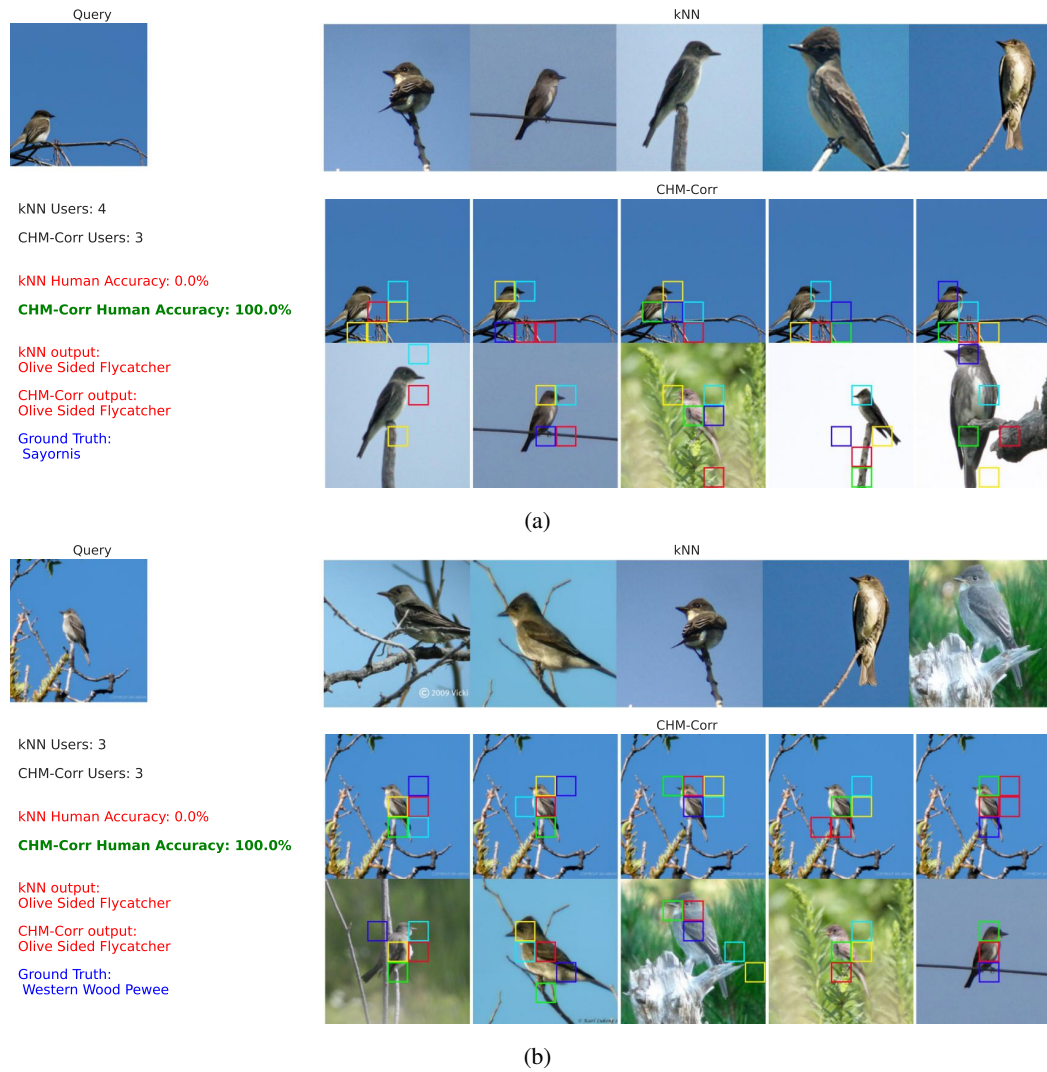 Query
kNN
CHM-Corr
kNN Users: 4
CHM-Corr Users: 3
kNN Human Accuracy: 0.0%
CHM-Corr Human Accuracy: 100.0%
kNN output:
Olive Sided Flycatcher
CHM-Corr output:
Olive Sided Flycatcher
Ground Truth:
Sayornis
(a)
Query
kNN
© 2009 Vicki
CHM-Corr
kNN Users: 3
CHM-Corr Users: 3
kNN Human Accuracy: 0.0%
CHM-Corr Human Accuracy: 100.0%
kNN output:
Olive Sided Flycatcher
CHM-Corr output:
Olive Sided Flycatcher
Ground Truth:
Western Wood Pewee
(b)